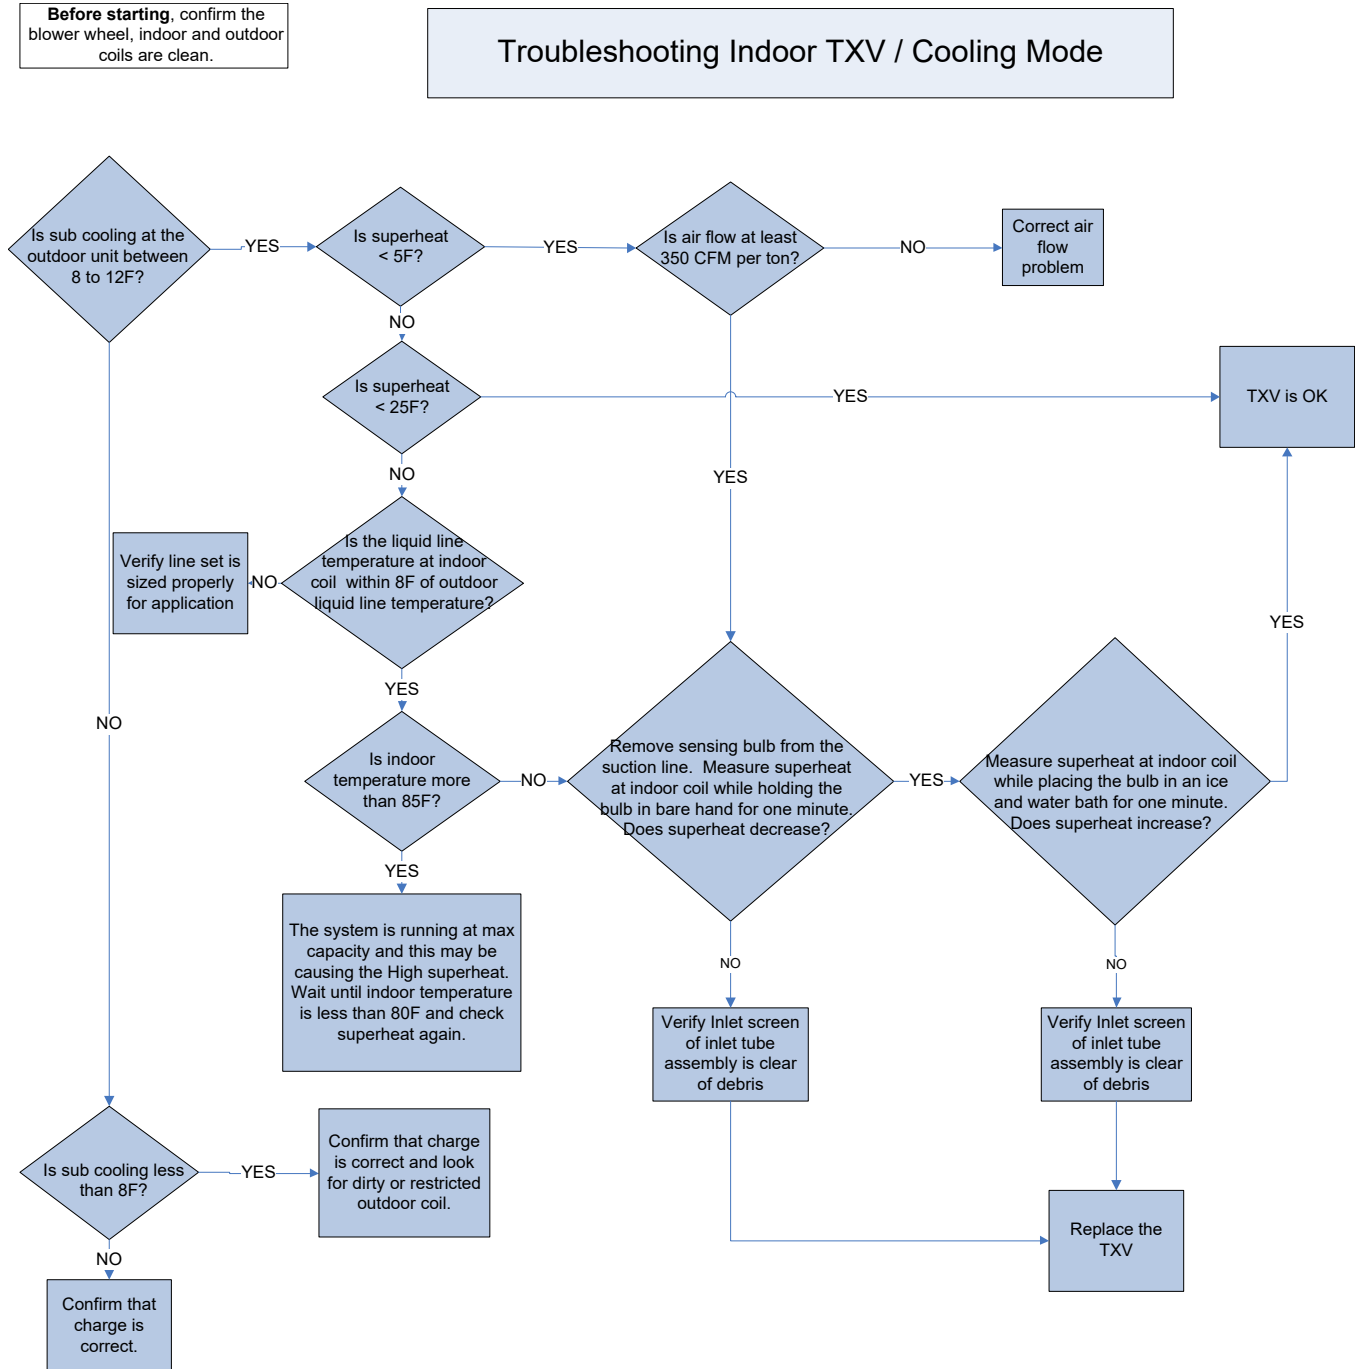 Before starting, confirm the
blower wheel, indoor and outdoor
coils are clean.
Troubleshooting Indoor TXV / Cooling Mode
Is sub cooling at the
outdoor unit between
8 to 12F?
YES
Is superheat
< 5F?
YES
Is air flow at least
350 CFM per ton?
NO
Correct air
flow
problem
NO
Is superheat
< 25F?
YES
TXV is OK
NO
YES
Is the liquid line
temperature at indoor
coil within 8F of outdoor
liquid line temperature?
NO
Verify line set is
sized properly
for application
YES
YES
NO
Is indoor
temperature more
than 85F?
NO
Remove sensing bulb from the
suction line. Measure superheat
at indoor coil while holding the
bulb in bare hand for one minute.
Does superheat decrease?
YES
Measure superheat at indoor coil
while placing the bulb in an ice
and water bath for one minute.
Does superheat increase?
YES
The system is running at max
capacity and this may be
causing the High superheat.
Wait until indoor temperature
is less than 80F and check
superheat again.
NO
NO
Verify Inlet screen
of inlet tube
assembly is clear
of debris
Verify Inlet screen
of inlet tube
assembly is clear
of debris
Is sub cooling less
than 8F?
YES
Confirm that charge
is correct and look
for dirty or restricted
outdoor coil.
Replace the
TXV
NO
Confirm that
charge is
correct.